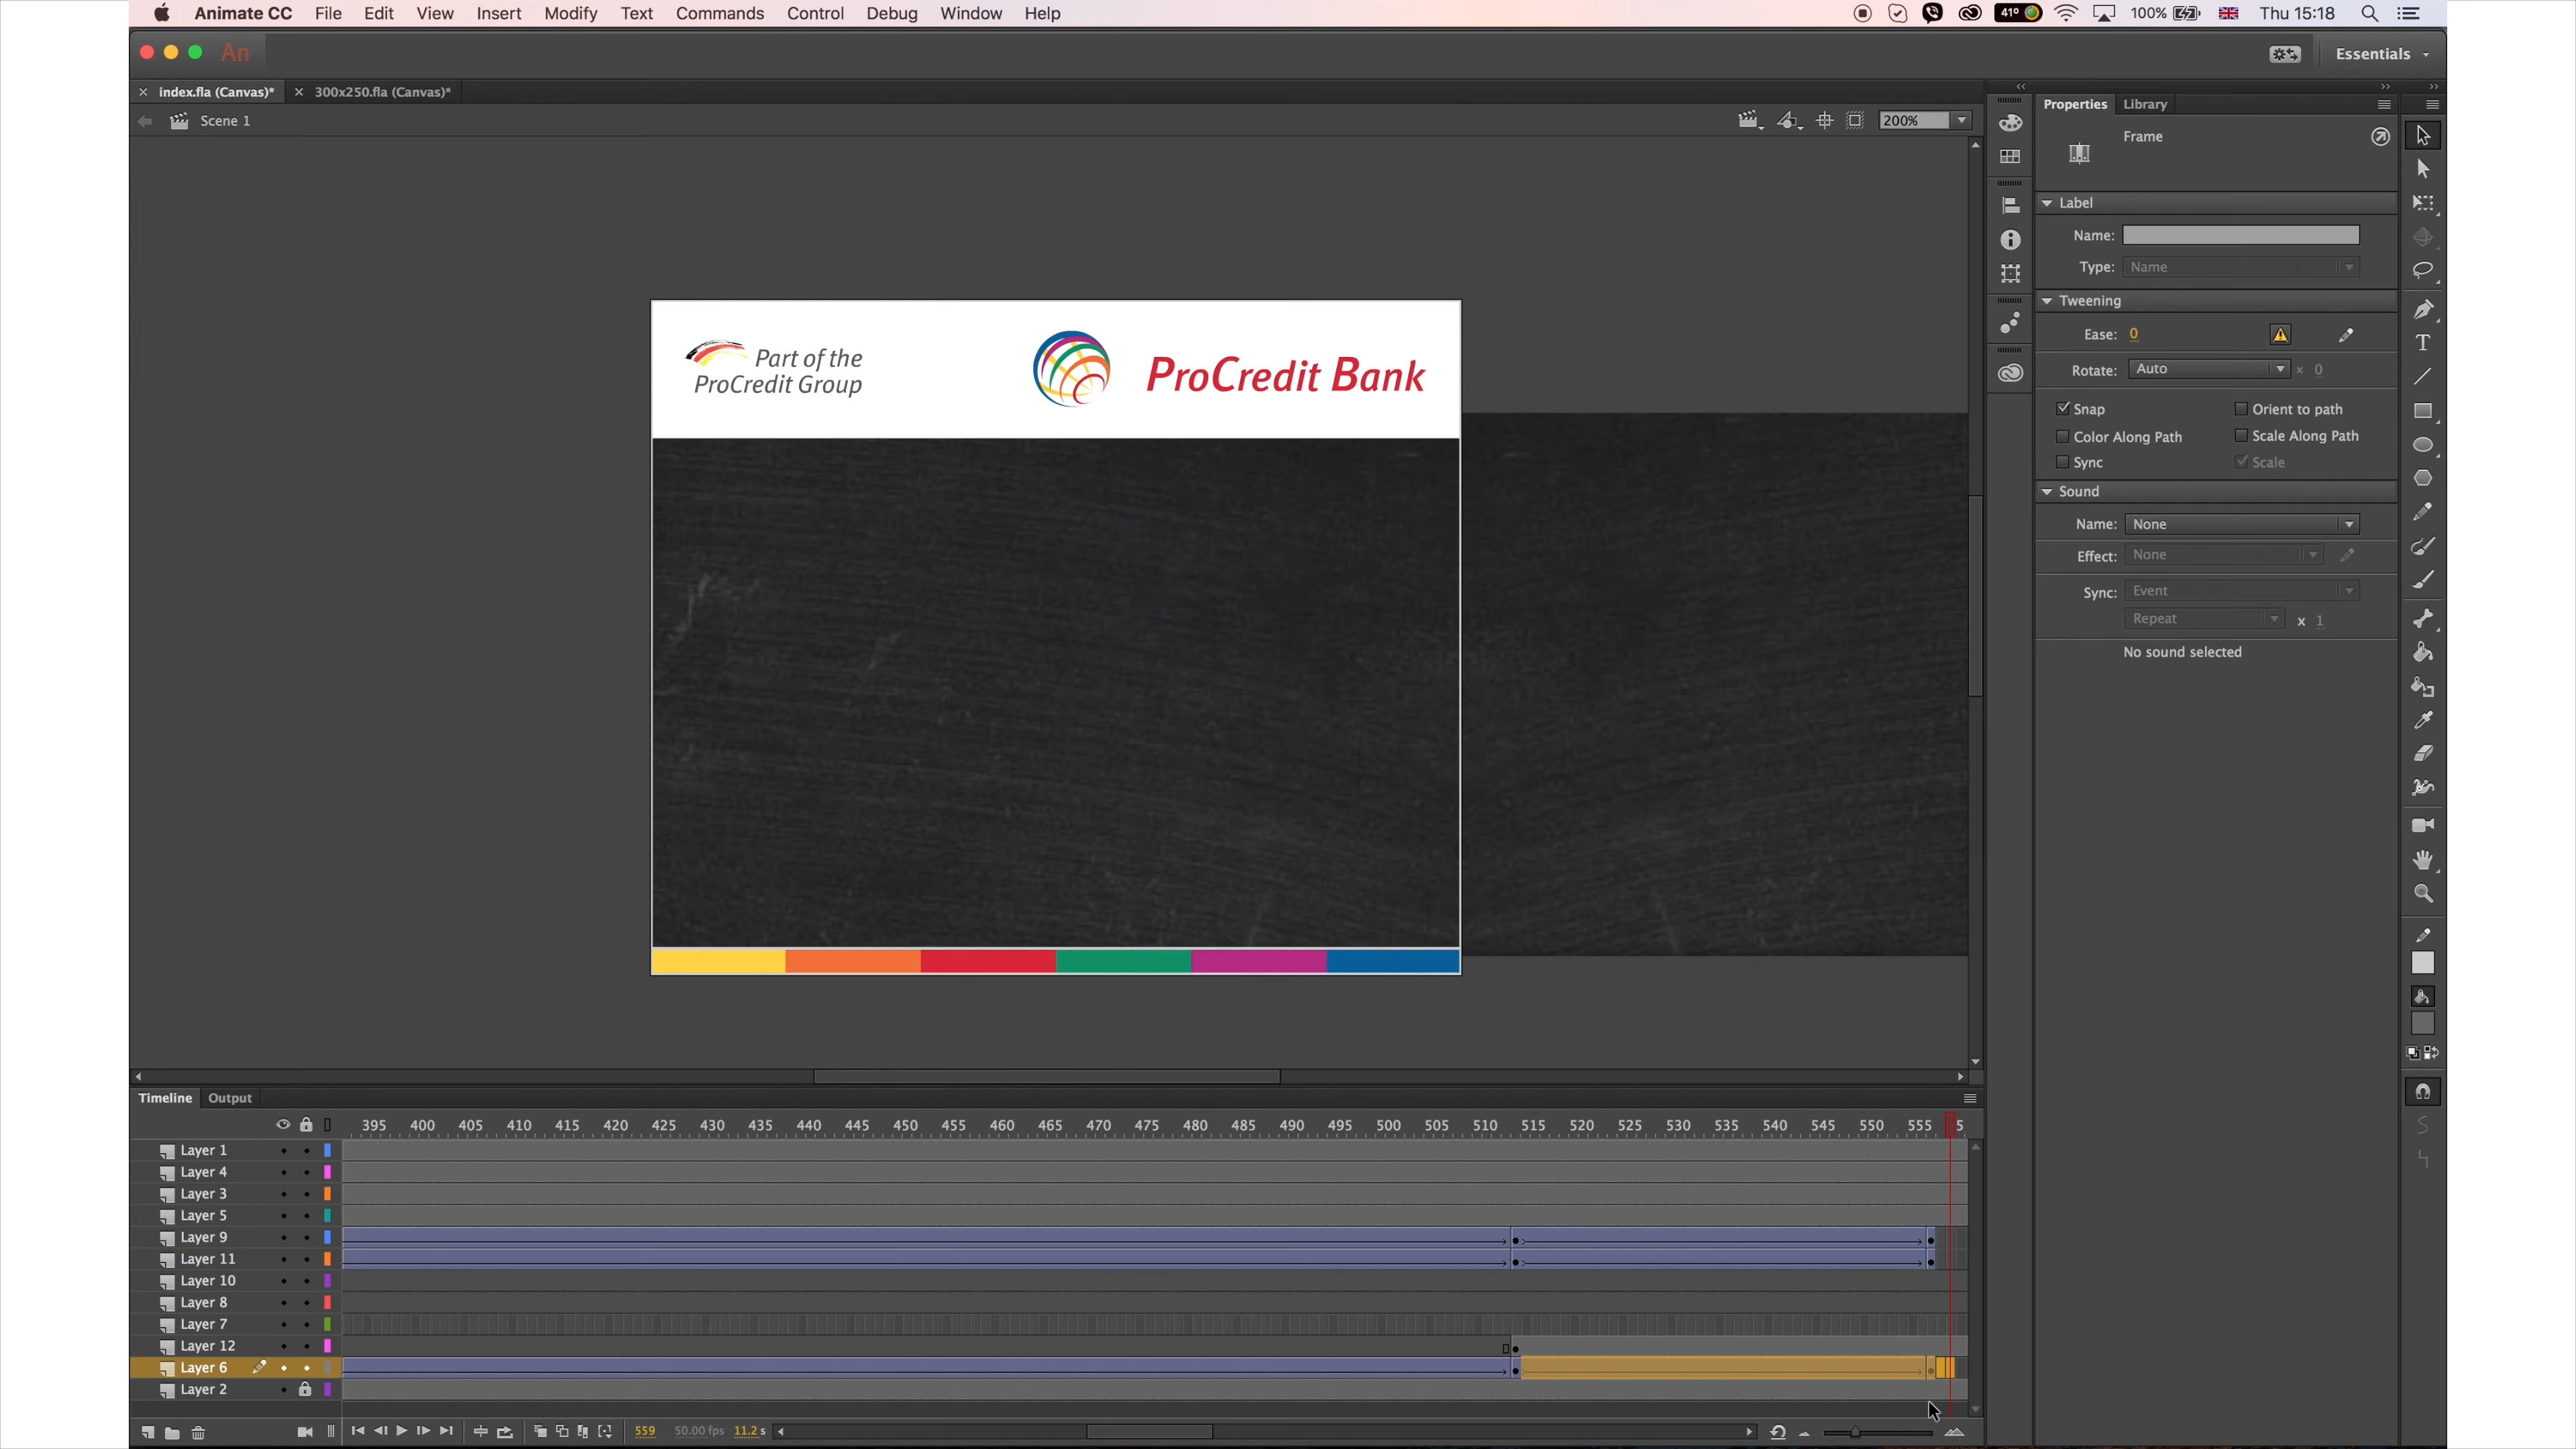 Animate CC File Edit View Insert Modify Text Commands Control Debug Window Help 41° 100% Thu 15:18
An Essentials
index.fla (Canvas)* 300x250.fla (Canvas)*
Scene 1 200%
Part of the
ProCredit Group
ProCredit Bank
Properties Library
Frame
Label
Name:
Type: Name
Tweening
Ease: 0
Rotate: Auto x 0
Snap Orient to path
Color Along Path Scale Along Path
Sync Scale
Sound
Name: None
Effect: None
Sync: Event
Repeat x 1
No sound selected
Timeline Output
395 400 405 410 415 420 425 430 435 440 445 450 455 460 465 470 475 480 485 490 495 500 505 510 515 520 525 530 535 540 545 550 555 5
Layer 1
Layer 4
Layer 3
Layer 5
Layer 9
Layer 11
Layer 10
Layer 8
Layer 7
Layer 12
Layer 6
Layer 2
559 50.00 fps 11.2 s